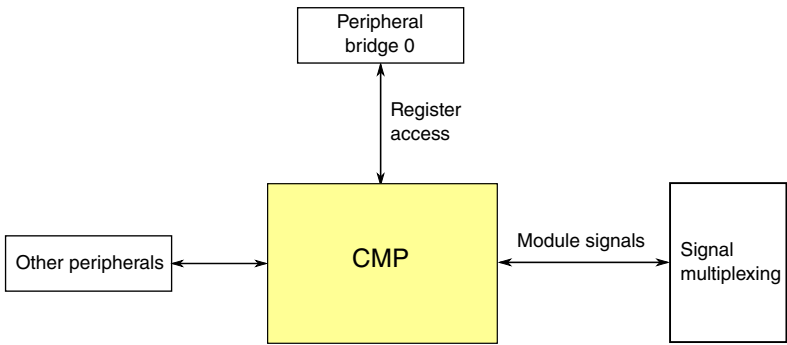 Peripheral
bridge 0
Register
access
Other peripherals
CMP
Module signals
Signal
multiplexing